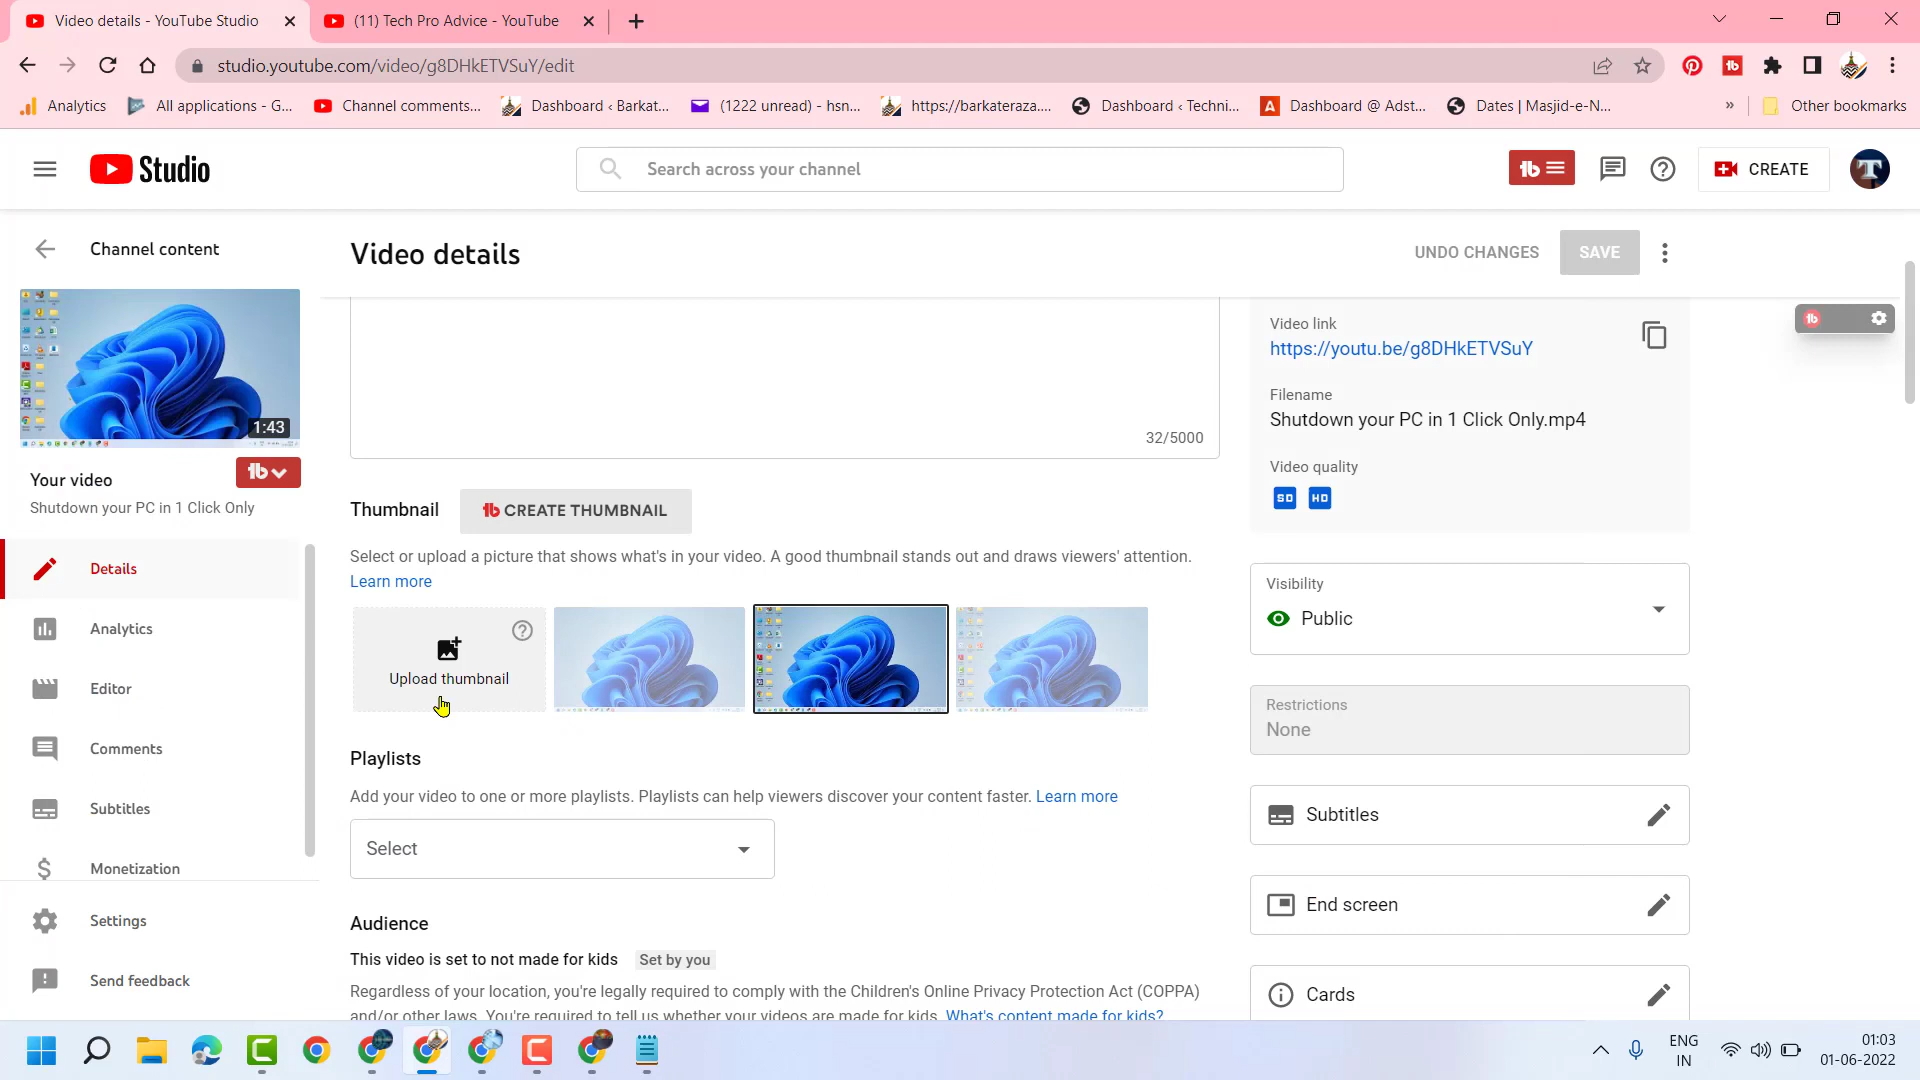 Video details - YouTube Studio
(11) Tech Pro Advice - YouTube
studio.youtube.com/video/g8DHkETVSuY/edit
Analytics
All applications - G...
Channel comments...
Dashboard ‹ Barkat...
(1222 unread) - hsn...
https://barkateraza....
Dashboard ‹ Techni...
Dashboard @ Adst...
Dates | Masjid-e-N...
»
Other bookmarks
Studio
Search across your channel
CREATE
Channel content
Video details
UNDO CHANGES
SAVE
1:43
Your video
Shutdown your PC in 1 Click Only
Details
Analytics
Editor
Comments
Subtitles
Monetization
Settings
Send feedback
32/5000
Thumbnail
CREATE THUMBNAIL
Select or upload a picture that shows what's in your video. A good thumbnail stands out and draws viewers' attention.
Learn more
Upload thumbnail
Playlists
Add your video to one or more playlists. Playlists can help viewers discover your content faster. Learn more
Select
Audience
This video is set to not made for kids
Set by you
Regardless of your location, you're legally required to comply with the Children's Online Privacy Protection Act (COPPA)
and/or other laws. You're required to tell us whether your videos are made for kids. What's content made for kids?
Video link
https://youtu.be/g8DHkETVSuY
Filename
Shutdown your PC in 1 Click Only.mp4
Video quality
SD HD
Visibility
Public
Restrictions
None
Subtitles
End screen
Cards
ENG
IN
01:03
01-06-2022